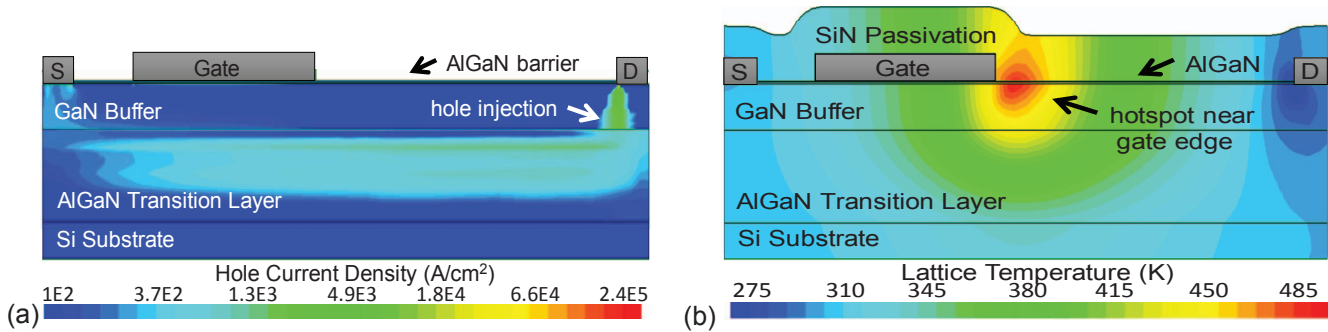 S
Gate
AlGaN barrier
D
GaN Buffer
hole injection
AlGaN Transition Layer
Si Substrate
Hole Current Density (A/cm²)
1E2 3.7E2 1.3E3 4.9E3 1.8E4 6.6E4 2.4E5
(a)
SiN Passivation
S
Gate
AlGaN
D
GaN Buffer
hotspot near
gate edge
AlGaN Transition Layer
Si Substrate
Lattice Temperature (K)
275 310 345 380 415 450 485
(b)